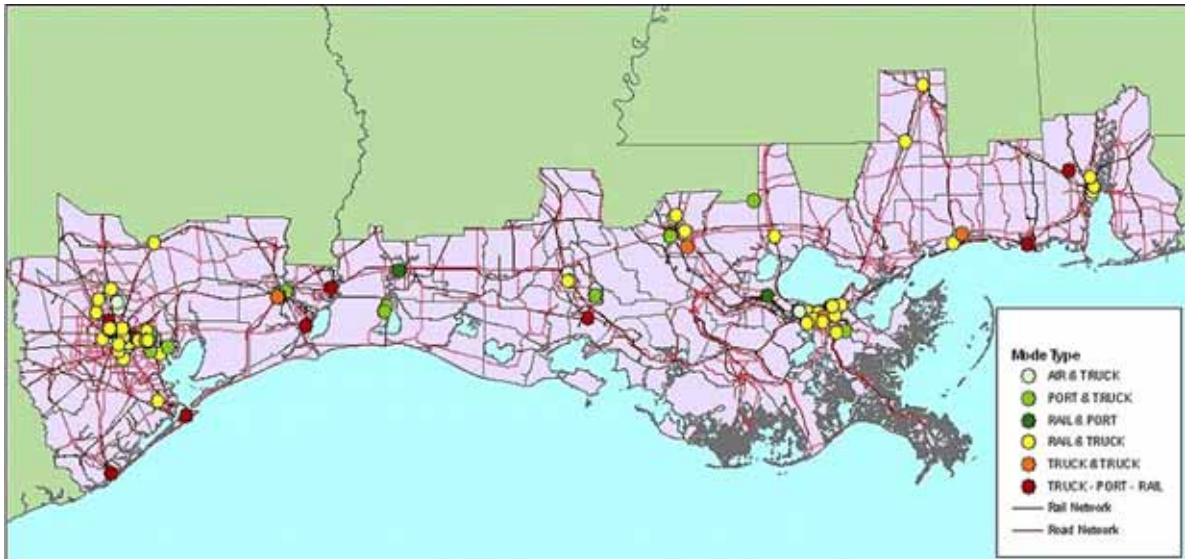 Mode Type
AIR & TRUCK
PORT & TRUCK
RAIL & PORT
RAIL & TRUCK
TRUCK & TRUCK
TRUCK - PORT - RAIL
Rail Network
Road Network